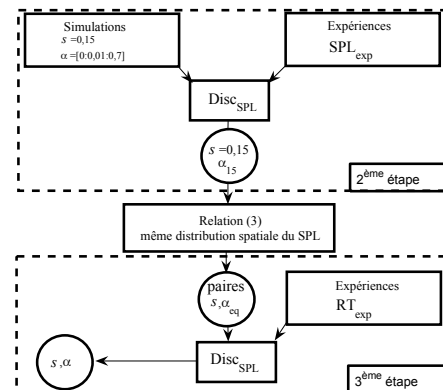 Simulations
s =0,15
α =[0:0,01:0,7]
Expériences
SPL_exp
Disc_SPL
s =0,15
α_15
2ème étape
Relation (3)
même distribution spatiale du SPL
paires
s ,α_eq
Expériences
RT_exp
s ,α
Disc_SPL
3ème étape